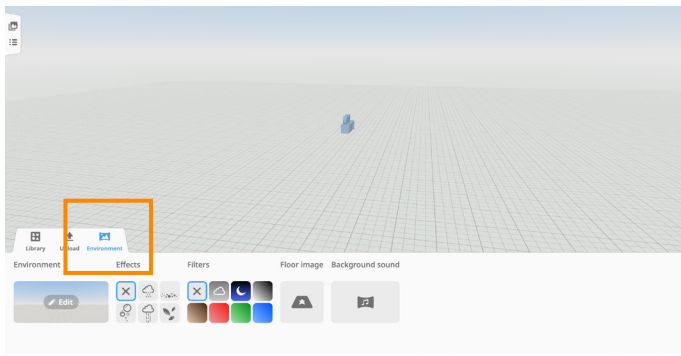 Library Upload Environment
Environment Effects Filters Floor image Background sound
Edit